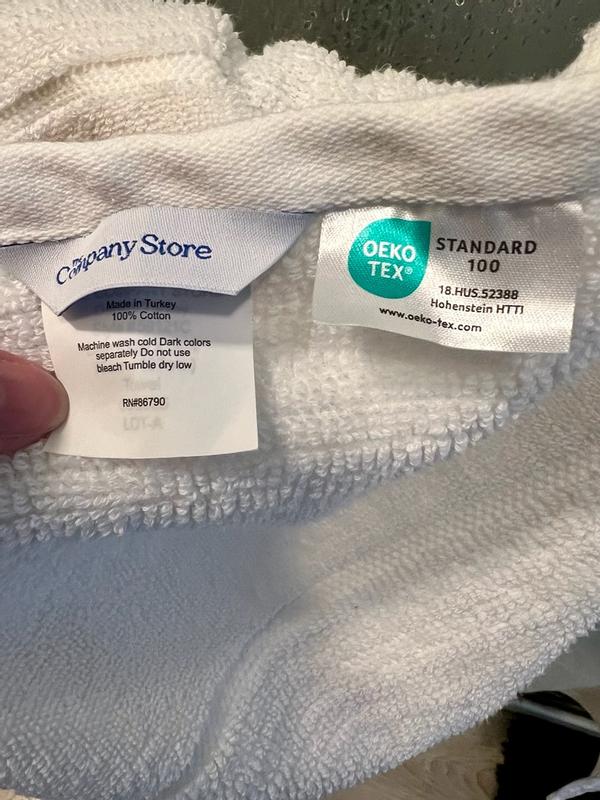 The Company Store
Made in Turkey
100% Cotton
Machine wash cold Dark colors
separately Do not use
bleach Tumble dry low
RN#86790
LOT-A
OEKO
TEX®
STANDARD
100
18.HUS.52388
Hohenstein HTTI
www.oeko-tex.com